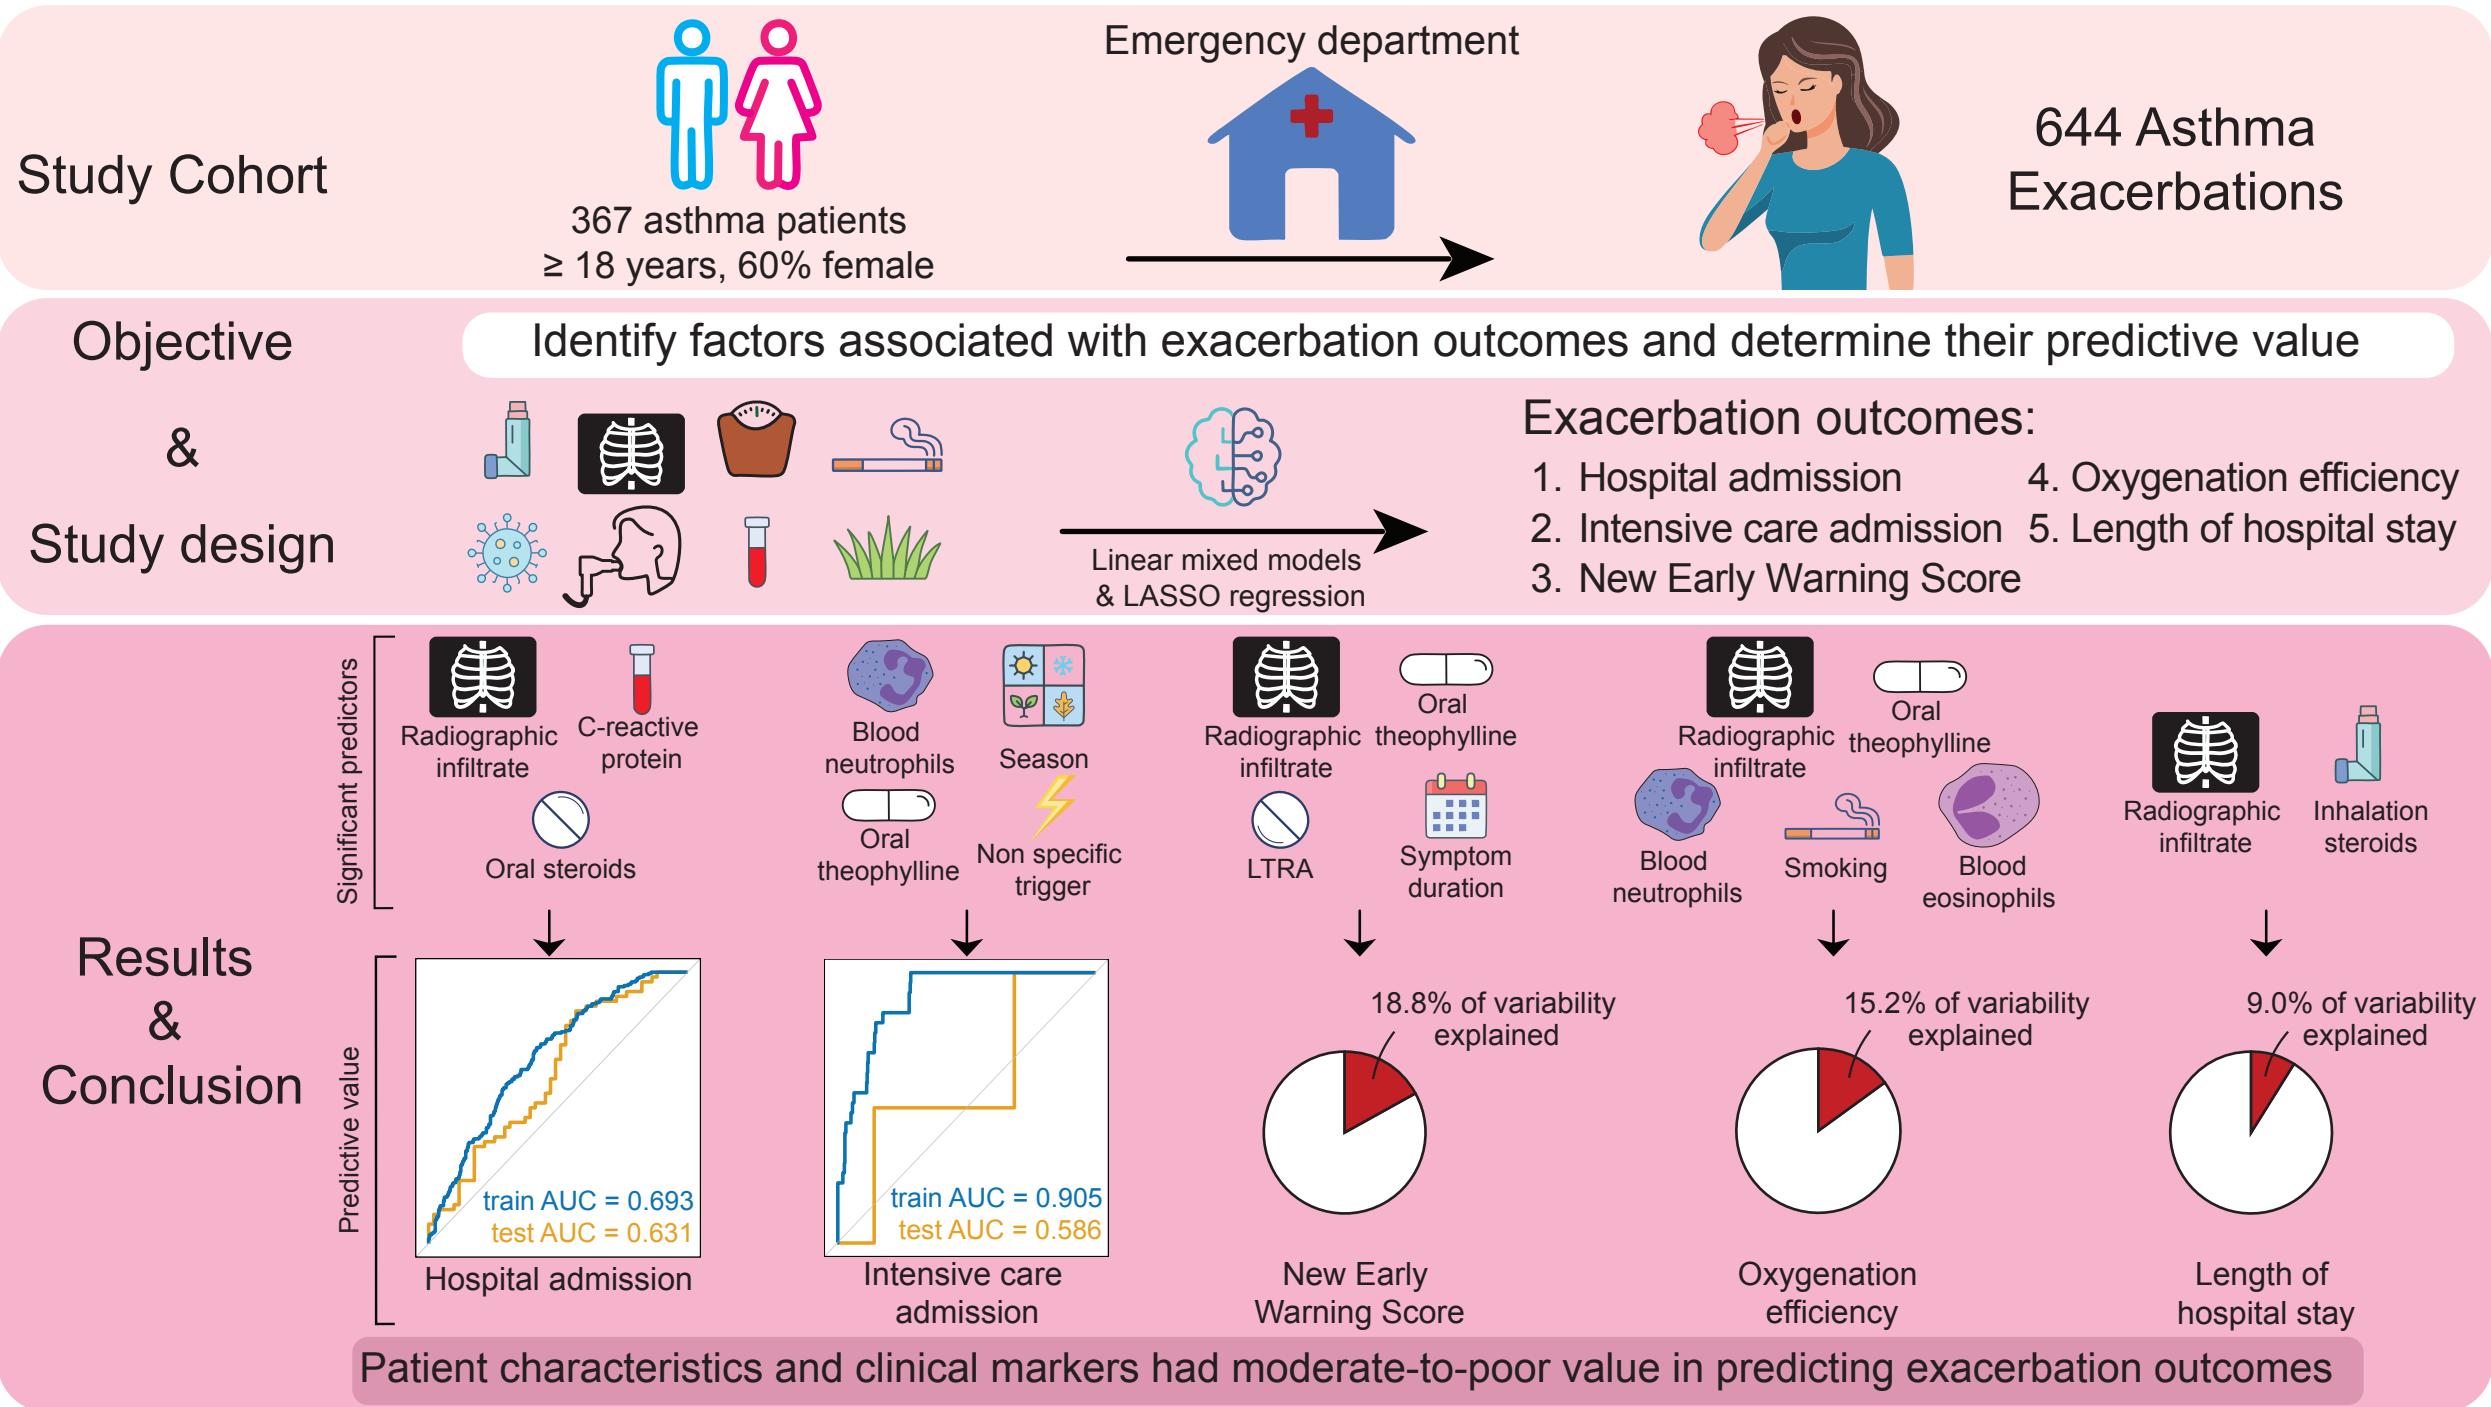 Study Cohort
367 asthma patients
≥ 18 years, 60% female
Emergency department
644 Asthma
Exacerbations
Objective
&
Study design
Identify factors associated with exacerbation outcomes and determine their predictive value
Linear mixed models
& LASSO regression
Exacerbation outcomes:
1. Hospital admission
2. Intensive care admission
3. New Early Warning Score
4. Oxygenation efficiency
5. Length of hospital stay
Results
&
Conclusion
Significant predictors
Radiographic
infiltrate
C-reactive
protein
Oral steroids
Blood
neutrophils
Season
Oral
theophylline
Non specific
trigger
Radiographic
infiltrate
Oral
theophylline
LTRA
Symptom
duration
Radiographic
infiltrate
Oral
theophylline
Blood
neutrophils
Smoking
Blood
eosinophils
Radiographic
infiltrate
Inhalation
steroids
Predictive value
train AUC = 0.693
test AUC = 0.631
Hospital admission
train AUC = 0.905
test AUC = 0.586
Intensive care
admission
18.8% of variability
explained
New Early
Warning Score
15.2% of variability
explained
Oxygenation
efficiency
9.0% of variability
explained
Length of
hospital stay
Patient characteristics and clinical markers had moderate-to-poor value in predicting exacerbation outcomes